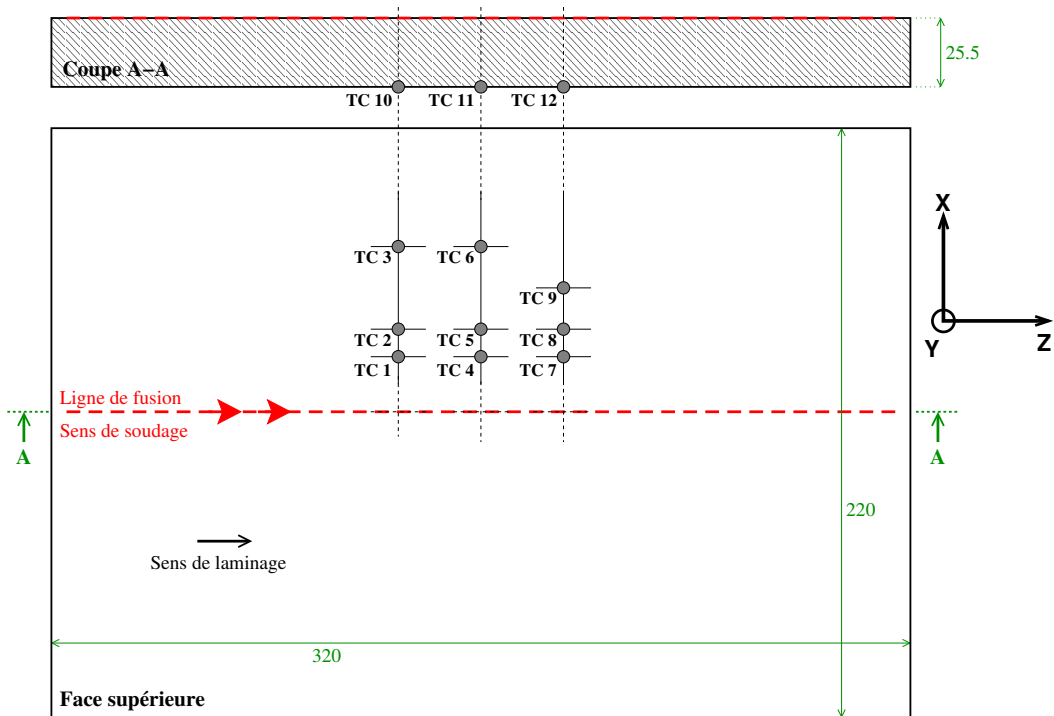 25.5
Coupe A–A
TC 10
TC 11
TC 12
X
TC 3
TC 6
TC 9
TC 2
TC 5
TC 8
Y
Z
TC 1
TC 4
TC 7
Ligne de fusion
Sens de soudage
A
A
220
Sens de laminage
320
Face supérieure